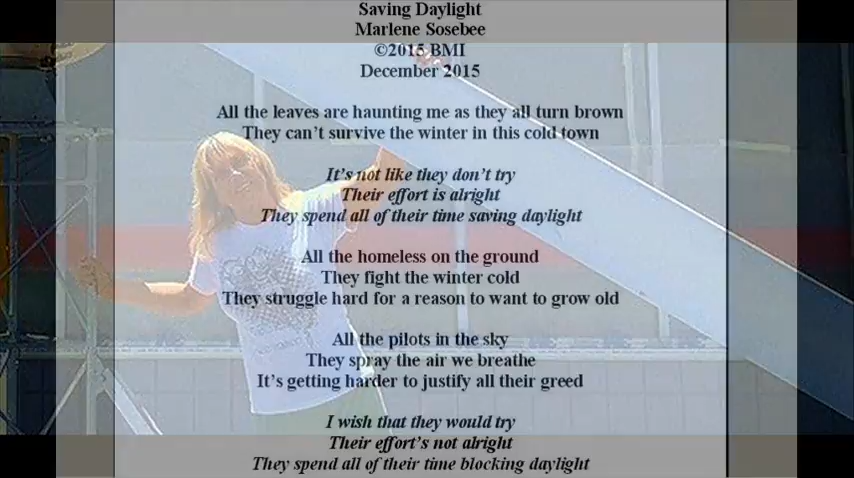 Saving Daylight
Marlene Sosebee
©2015 BMI
December 2015
All the leaves are haunting me as they all turn brown
They can't survive the winter in this cold town
It's not like they don't try
Their effort is alright
They spend all of their time saving daylight
All the homeless on the ground
They fight the winter cold
They struggle hard for a reason to want to grow old
All the pilots in the sky
They spray the air we breathe
It's getting harder to justify all their greed
I wish that they would try
Their effort's not alright
They spend all of their time blocking daylight